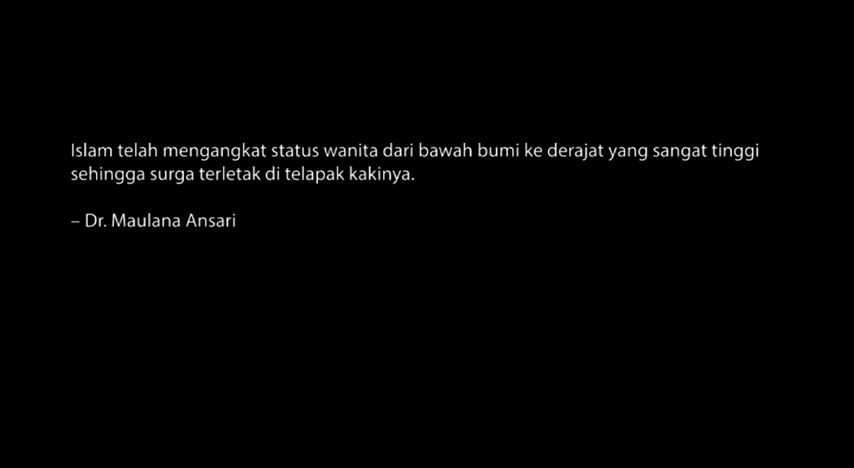 Islam telah mengangkat status wanita dari bawah bumi ke derajat yang sangat tinggi
sehingga surga terletak di telapak kakinya.
– Dr. Maulana Ansari